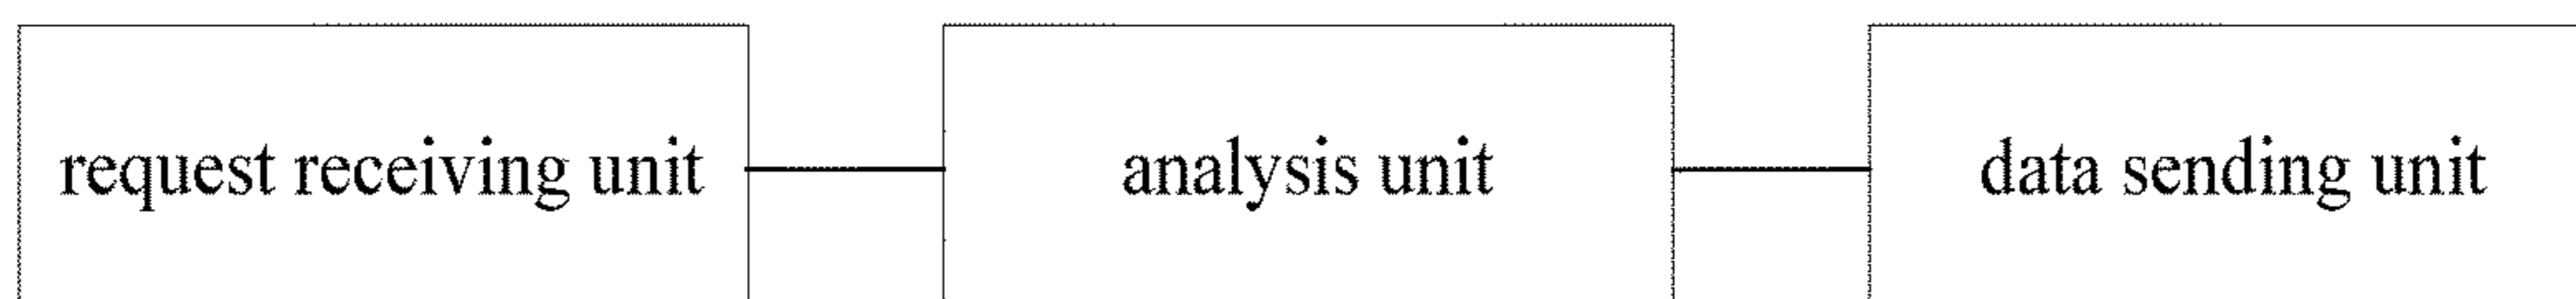 request receiving unit
analysis unit
data sending unit